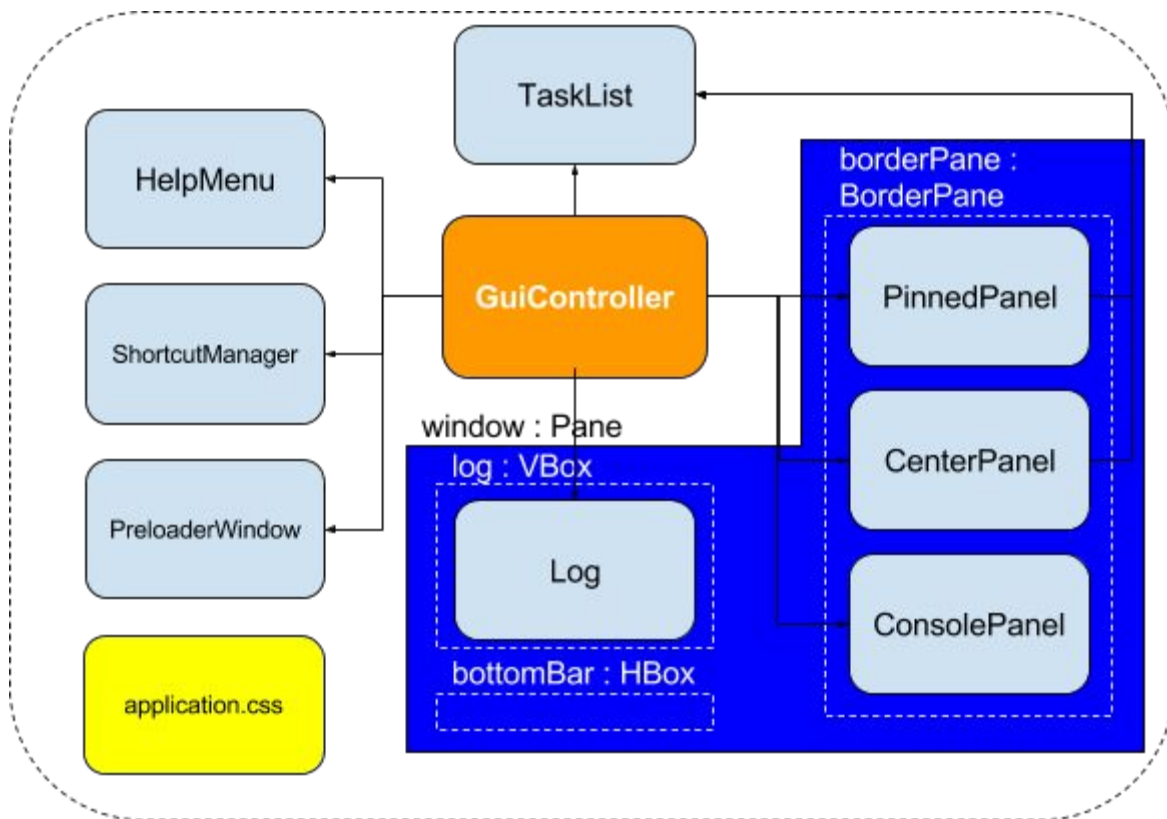 TaskList
HelpMenu
borderPane :
BorderPane
GuiController
PinnedPanel
ShortcutManager
window : Pane
log : VBox
CenterPanel
PreloaderWindow
Log
ConsolePanel
bottomBar : HBox
application.css